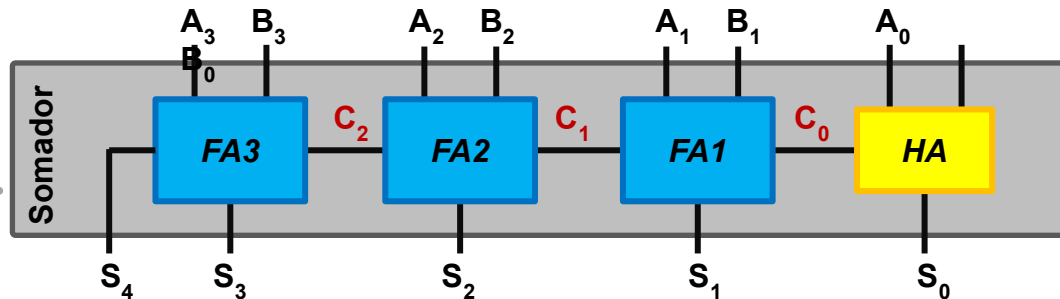 A₃ B₃ A₂ B₂ A₁ B₁ A₀
B₀
C₂ C₁ C₀
FA3 FA2 FA1 HA
Somador
S₄ S₃ S₂ S₁ S₀